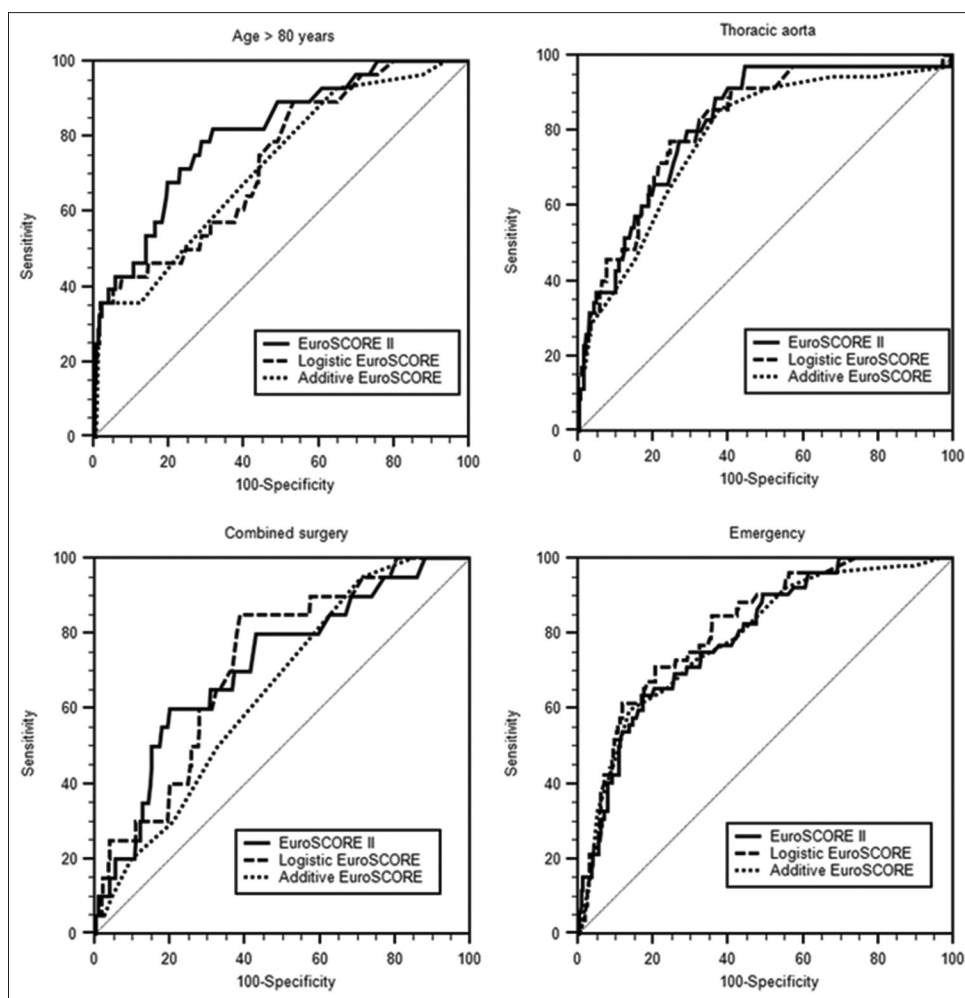 Age > 80 years
100
80
60
40
20
0
Sensitivity
EuroSCORE II
Logistic EuroSCORE
Additive EuroSCORE
0 20 40 60 80 100
100-Specificity
Thoracic aorta
100
80
60
40
20
0
Sensitivity
EuroSCORE II
Logistic EuroSCORE
Additive EuroSCORE
0 20 40 60 80 100
100-Specificity
Combined surgery
100
80
60
40
20
0
Sensitivity
EuroSCORE II
Logistic EuroSCORE
Additive EuroSCORE
0 20 40 60 80 100
100-Specificity
Emergency
100
80
60
40
20
0
Sensitivity
EuroSCORE II
Logistic EuroSCORE
Additive EuroSCORE
0 20 40 60 80 100
100-Specificity